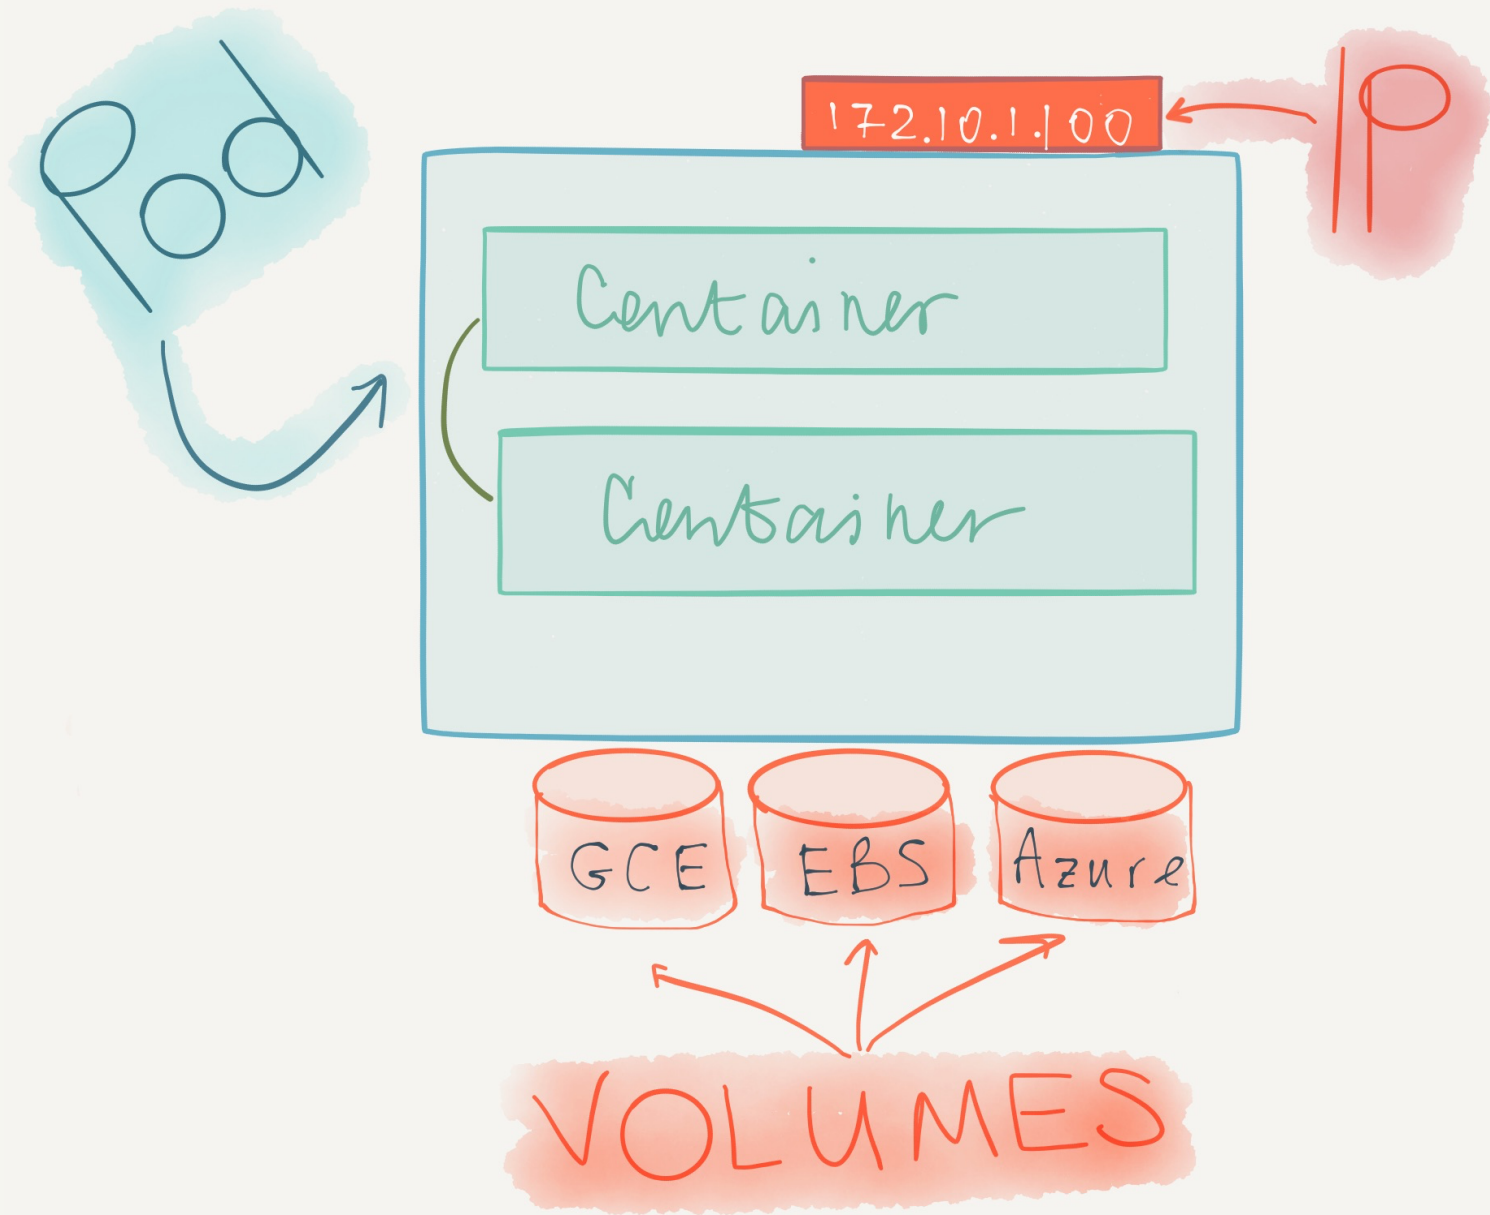 Pod
172.10.1.100
IP
Container
Container
GCE
EBS
Azure
VOLUMES